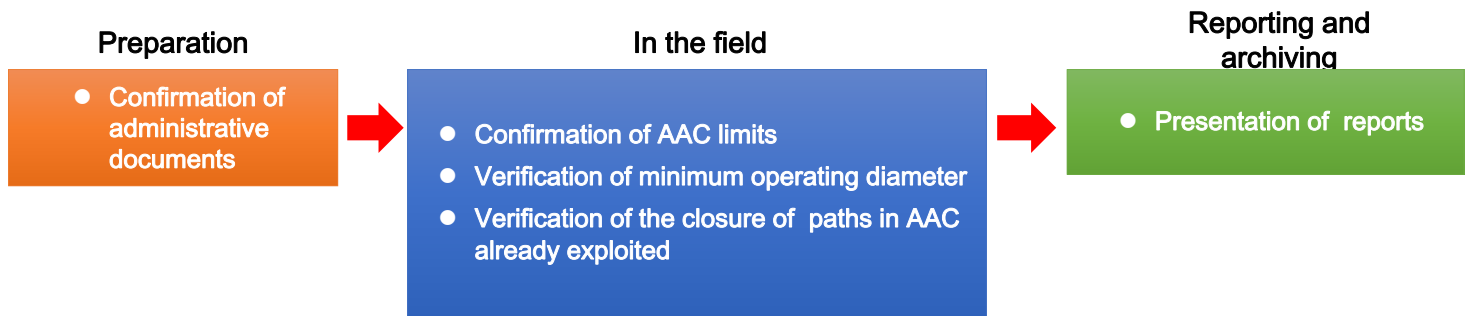 Preparation
● Confirmation of
administrative
documents
In the field
● Confirmation of AAC limits
● Verification of minimum operating diameter
● Verification of the closure of paths in AAC
already exploited
Reporting and
archiving
● Presentation of reports